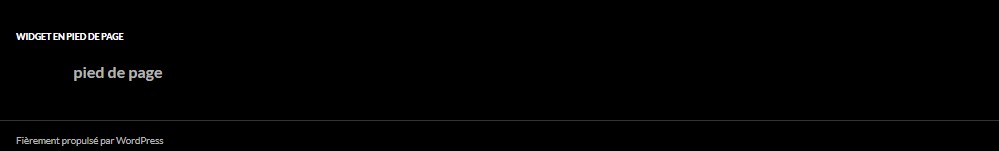 WIDGET EN PIED DE PAGE
pied de page
Fièrement propulsé par WordPress